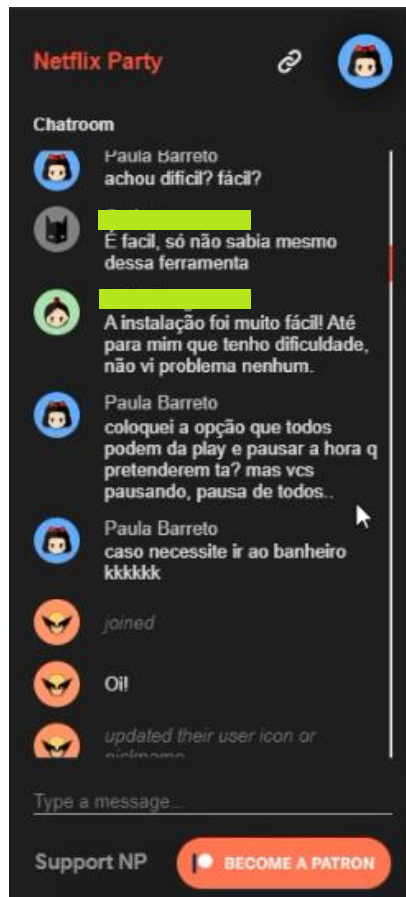 Netflix Party
Chatroom
Paula Barreto
achou dificil? fácil?
É facil, só não sabia mesmo
dessa ferramenta
A instalação foi muito fácil! Até
para mim que tenho dificuldade,
não vi problema nenhum.
Paula Barreto
coloquei a opção que todos
podem da play e pausar a hora q
pretenderem ta? mas vcs
pausando, pausa de todos..
Paula Barreto
caso necessite ir ao banheiro
kkkkkk
joined
Oi!
updated their user icon or
nickname
Type a message...
Support NP
BECOME A PATRON